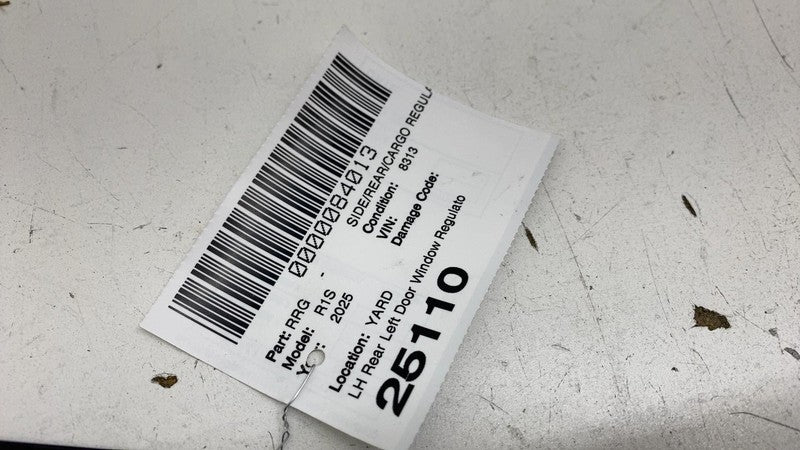 0000084013
Part: RRG - SIDE/REAR/CARGO REGULA
Model: R1S Condition: 8313
2025 VIN:
Damage Code:
Location: YARD
LH Rear Left Door Window Regulato
25110